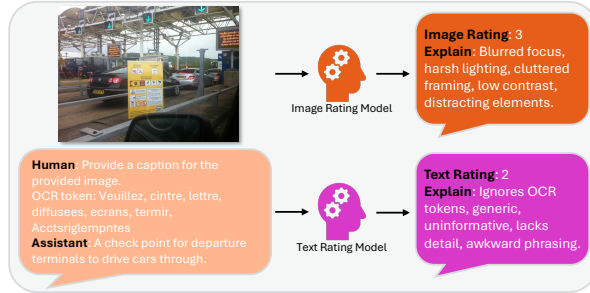 Image Rating: 3
Explain: Blurred focus,
harsh lighting, cluttered
framing, low contrast,
distracting elements.
Image Rating Model
Human: Provide a caption for the
provided image.
OCR token: Veuillez, cintre, lettre,
diffusees, ecrans, termir,
Acctsriglempntes
Assistant: A check point for departure
terminals to drive cars through.
Text Rating Model
Text Rating: 2
Explain: Ignores OCR
tokens, generic,
uninformative, lacks
detail, awkward phrasing.